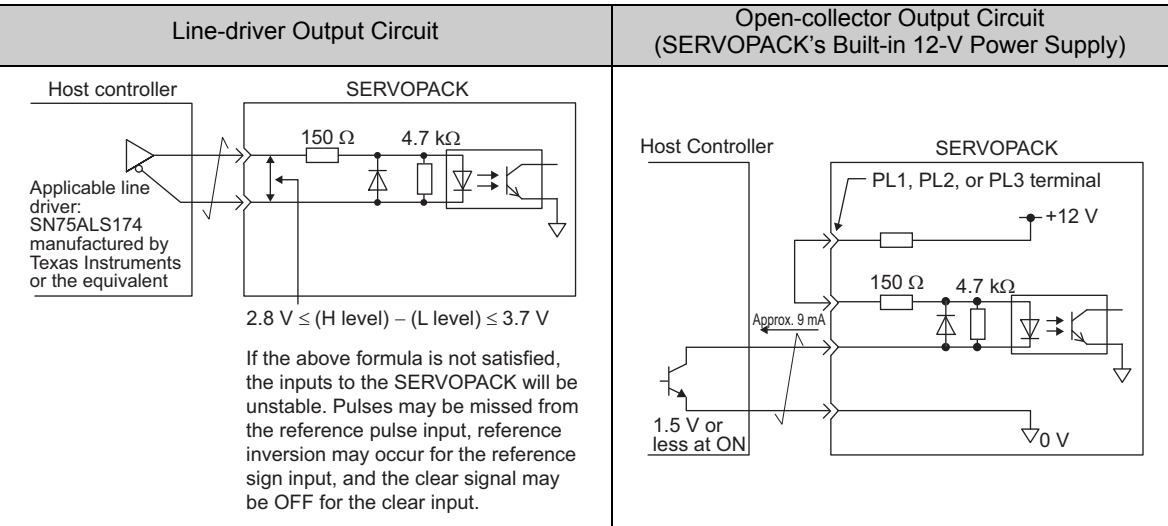 Line-driver Output Circuit
Host controller
SERVOPACK
150 Ω
4.7 kΩ
Applicable line
driver:
SN75ALS174
manufactured by
Texas Instruments
or the equivalent
2.8 V ≤ (H level) – (L level) ≤ 3.7 V
If the above formula is not satisfied,
the inputs to the SERVOPACK will be
unstable. Pulses may be missed from
the reference pulse input, reference
inversion may occur for the reference
sign input, and the clear signal may
be OFF for the clear input.
Open-collector Output Circuit
(SERVOPACK's Built-in 12-V Power Supply)
Host Controller
SERVOPACK
PL1, PL2, or PL3 terminal
+12 V
150 Ω
4.7 kΩ
Approx. 9 mA
1.5 V or
less at ON
0 V